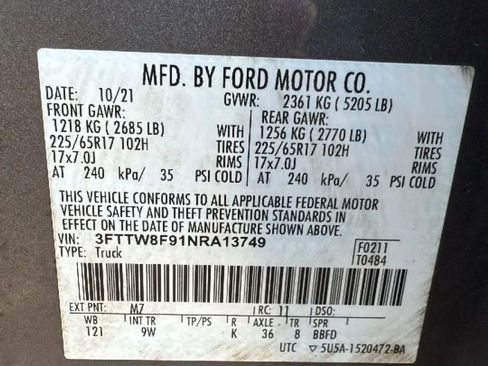 MFD. BY FORD MOTOR CO.
DATE: 10/21 GVWR: 2361 KG ( 5205 LB)
FRONT GAWR: REAR GAWR:
1218 KG ( 2685 LB) WITH 1256 KG ( 2770 LB) WITH
225/65R17 102H TIRES 225/65R17 102H TIRES
17x7.0J RIMS 17x7.0J RIMS
AT 240 kPa/ 35 PSI COLD AT 240 kPa/ 35 PSI COLD
THIS VEHICLE CONFORMS TO ALL APPLICABLE FEDERAL MOTOR
VEHICLE SAFETY AND THEFT PREVENTION STANDARDS IN
EFFECT ON THE DATE OF MANUFACTURE SHOWN ABOVE.
VIN: 3FTTW8F91NRA13749 F0211
TYPE: Truck T0484
EXT PNT: M7 RC: 11 DSO:
WB INT TR TP/PS R AXLE TR SPR
121 9W K 36 8 BBFD
UTC ▽ 5U5A-1520472-BA